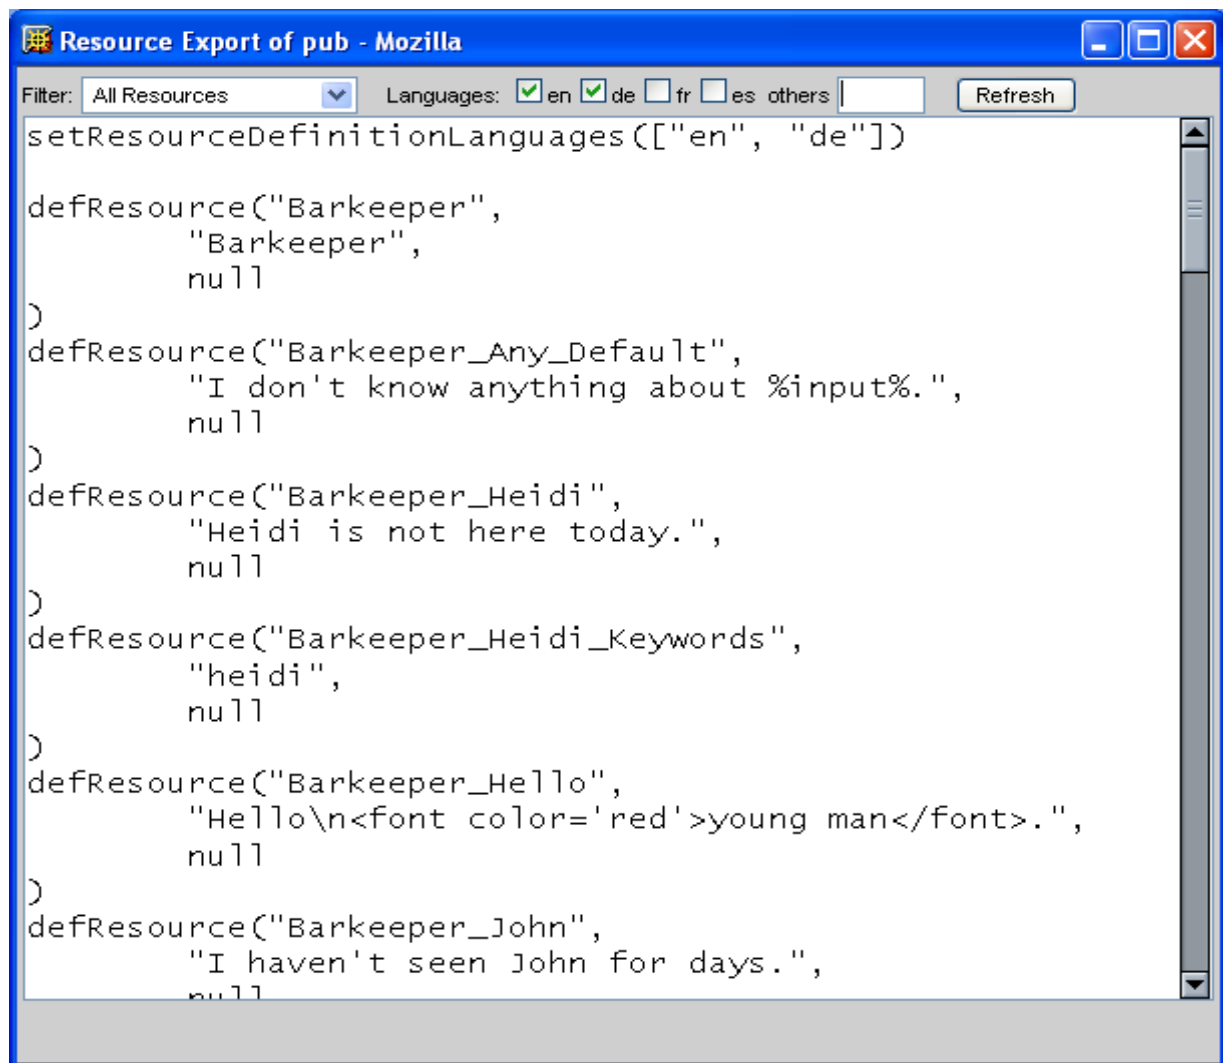 Resource Export of pub - Mozilla
Filter: All Resources Languages: en de fr es others Refresh
setResourceDefinitionLanguages(["en", "de"])
defResource("Barkeeper",
"Barkeeper",
null
)
defResource("Barkeeper_Any_Default",
"I don't know anything about %input%.",
null
)
defResource("Barkeeper_Heidi",
"Heidi is not here today.",
null
)
defResource("Barkeeper_Heidi_Keywords",
"heidi",
null
)
defResource("Barkeeper_Hello",
"Hello\n<font color='red'>young man</font>.",
null
)
defResource("Barkeeper_John",
"I haven't seen John for days.",
null